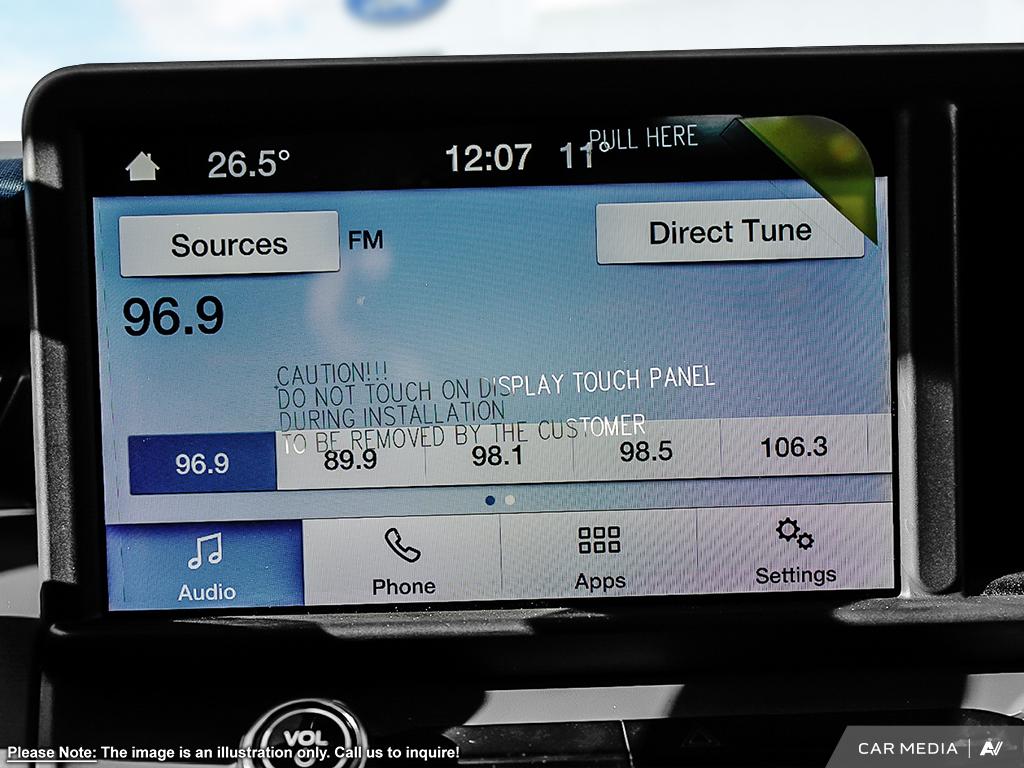 PULL HERE
26.5° 12:07 11°
Sources FM Direct Tune
96.9
CAUTION!!!
DO NOT TOUCH ON DISPLAY TOUCH PANEL
DURING INSTALLATION
TO BE REMOVED BY THE CUSTOMER
96.9 89.9 98.1 98.5 106.3
Audio Phone Apps Settings
VOL
Please Note: The image is an illustration only. Call us to inquire!
CAR MEDIA | AV